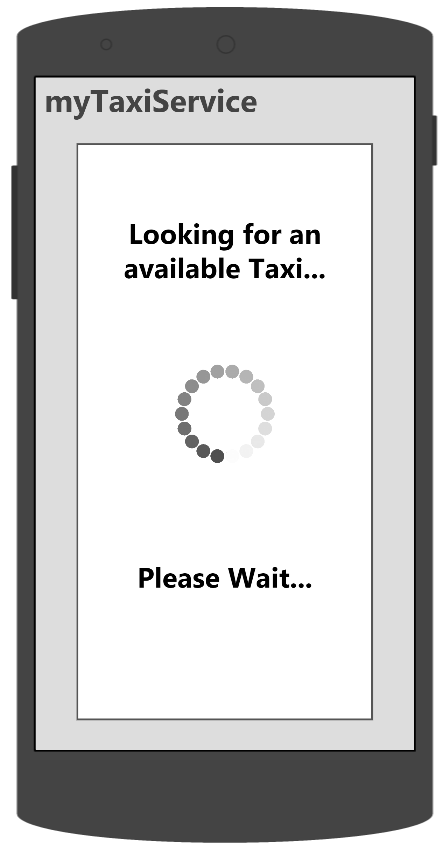 myTaxiService
Looking for an
available Taxi...
Please Wait...